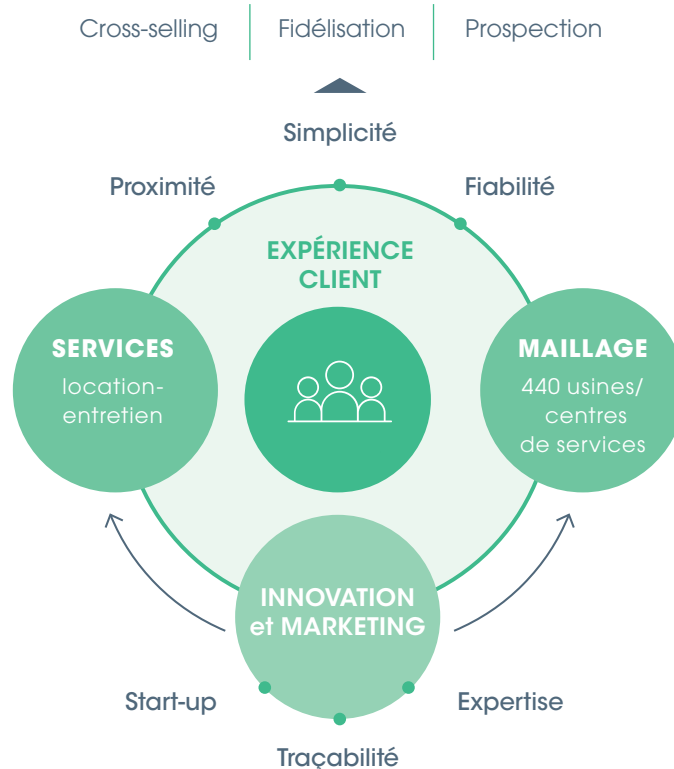 Cross-selling
Fidélisation
Prospection
Simplicité
Proximité
Fiabilité
EXPÉRIENCE
CLIENT
SERVICES
location-
entretien
MAILLAGE
440 usines/
centres
de services
INNOVATION
et MARKETING
Start-up
Expertise
Traçabilité